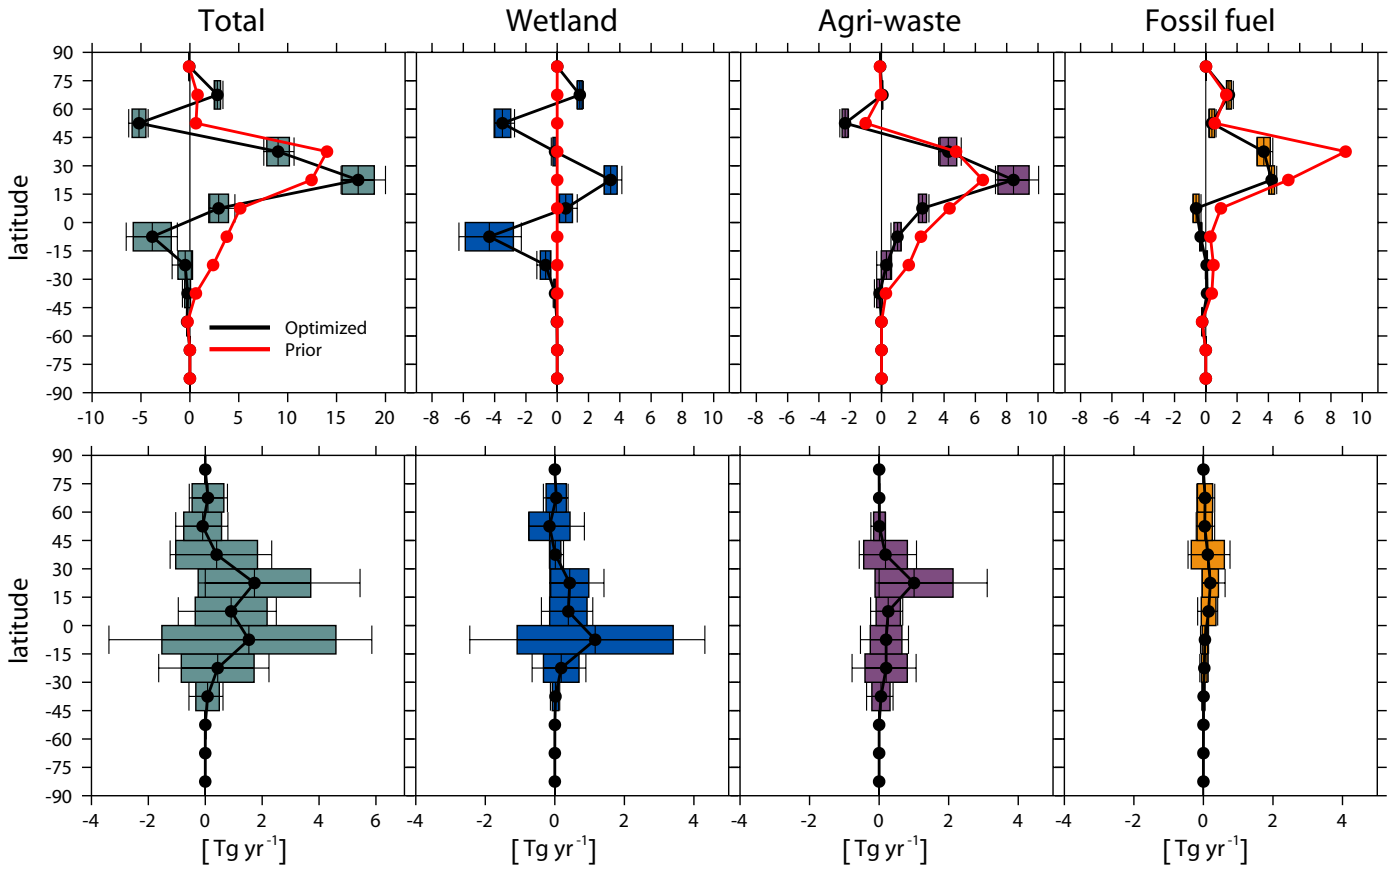 Total Wetland Agri-waste Fossil fuel
90
75
60
45
30
15
0
-15
-30
-45
-60
-75
-90
latitude
Optimized
Prior
-10 -5 0 5 10 15 20
-8 -6 -4 -2 0 2 4 6 8 10
-8 -6 -4 -2 0 2 4 6 8 10
-8 -6 -4 -2 0 2 4 6 8 10
90
75
60
45
30
15
0
-15
-30
-45
-60
-75
-90
latitude
-4 -2 0 2 4 6
-4 -2 0 2 4
-4 -2 0 2 4
-4 -2 0 2 4
[ Tg yr⁻¹] [ Tg yr⁻¹] [ Tg yr⁻¹] [ Tg yr⁻¹]